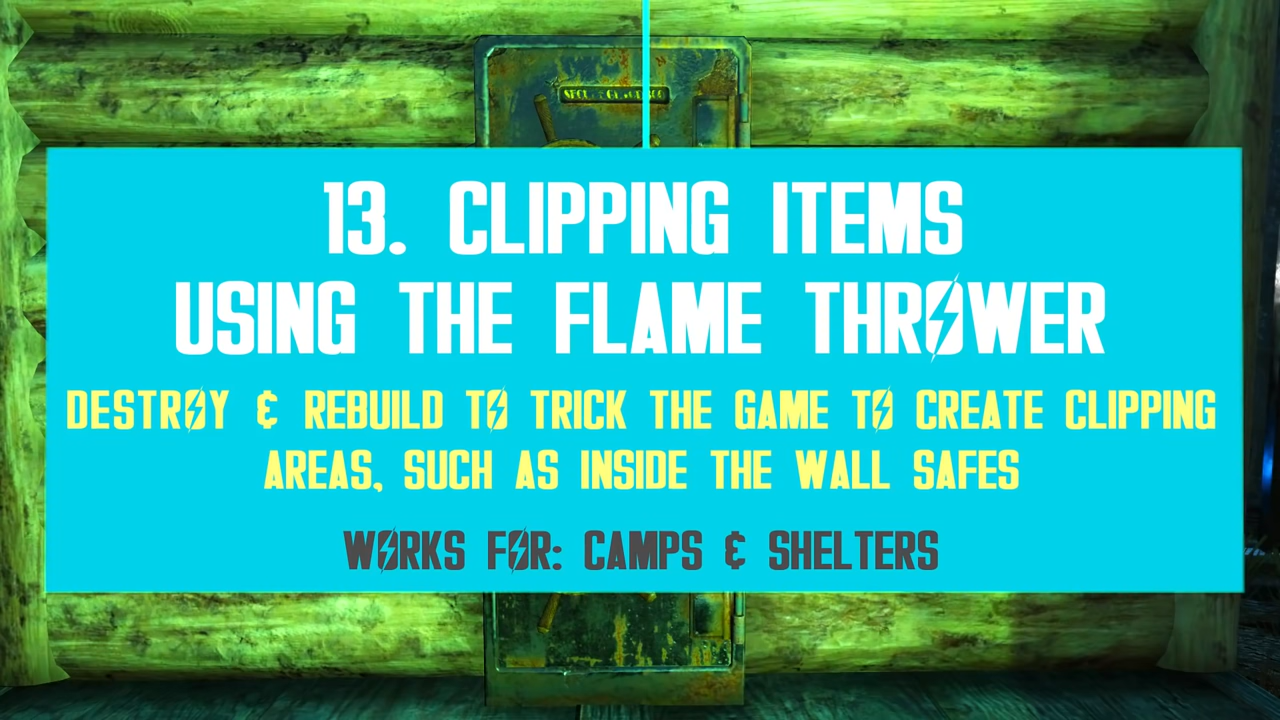 13. CLIPPING ITEMS
USING THE FLAME THROWER
DESTROY & REBUILD TO TRICK THE GAME TO CREATE CLIPPING
AREAS, SUCH AS INSIDE THE WALL SAFES
WORKS FOR: CAMPS & SHELTERS